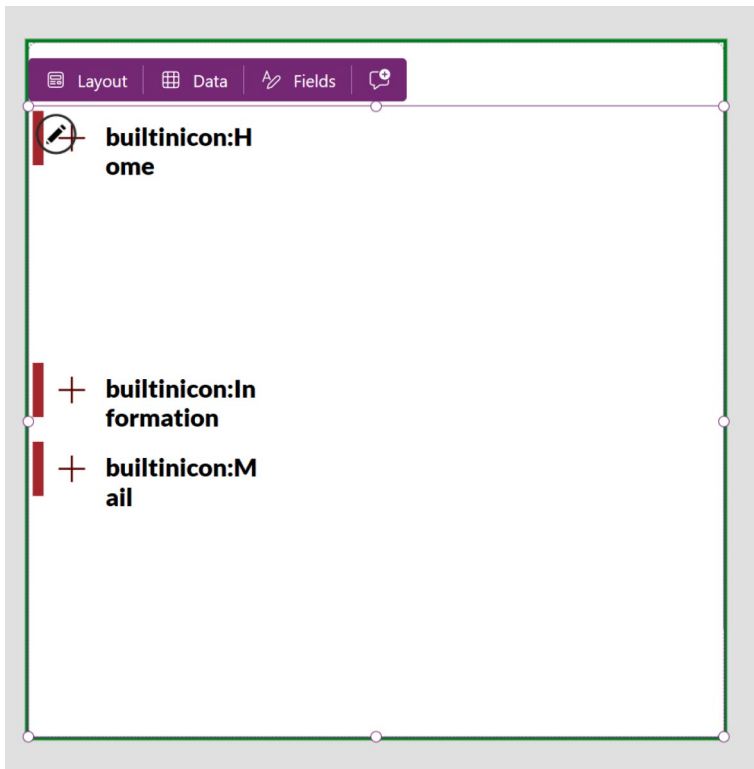 Layout Data Fields
builtinicon:H
ome
builtinicon:In
formation
builtinicon:M
ail